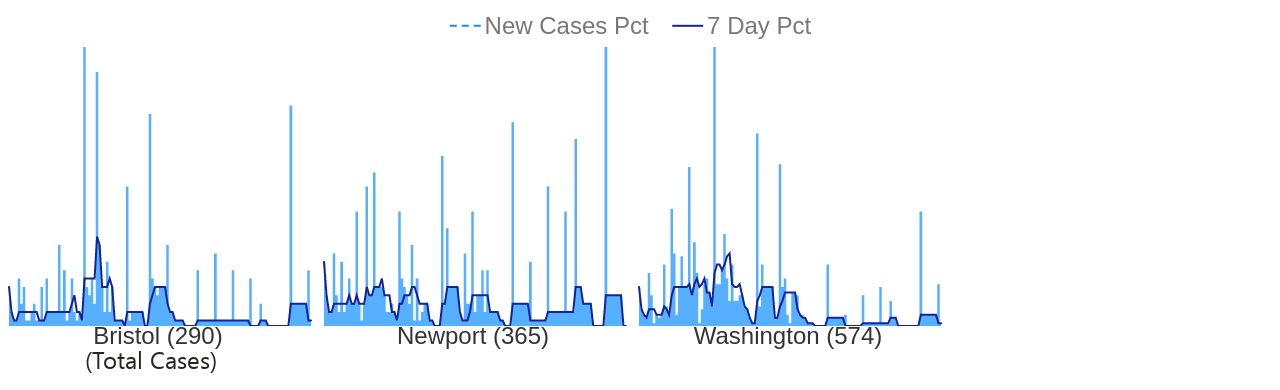 New Cases Pct 7 Day Pct
Bristol (290) Newport (365) Washington (574)
(Total Cases)